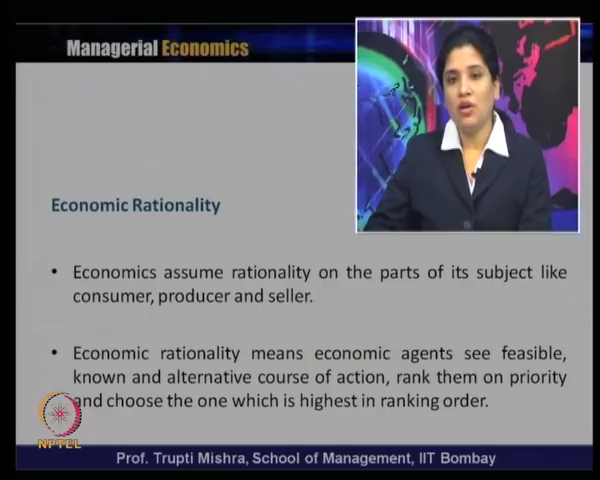 Managerial Economics
Economic Rationality
• Economics assume rationality on the parts of its subject like
consumer, producer and seller.
• Economic rationality means economic agents see feasible,
known and alternative course of action, rank them on priority
and choose the one which is highest in ranking order.
NPTEL
Prof. Trupti Mishra, School of Management, IIT Bombay